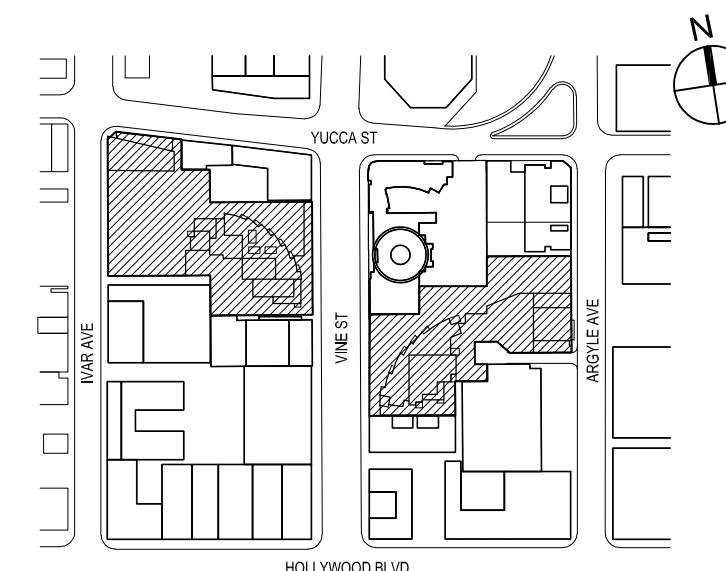 N
YUCCA ST
IVAR AVE
VINE ST
ARGYLE AVE
HOLLYWOOD BLVD